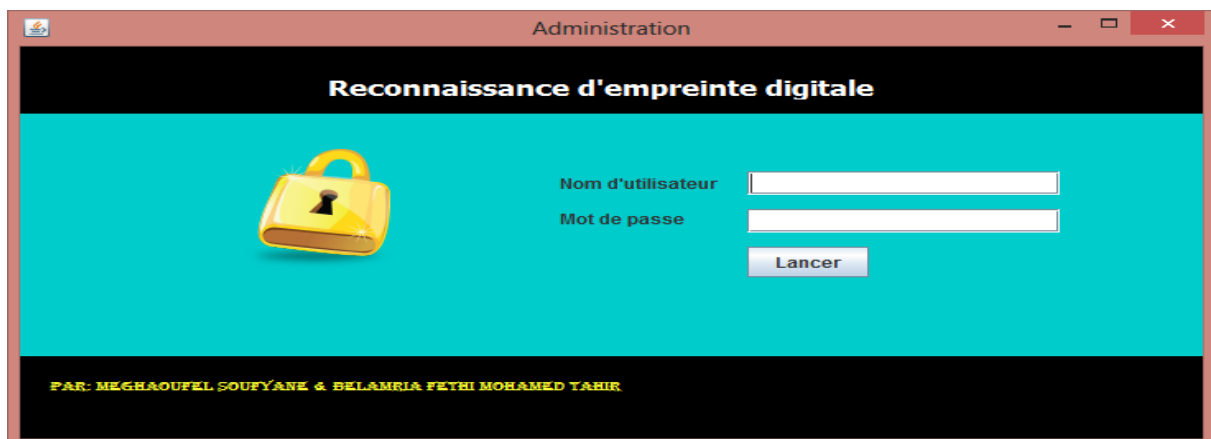 Administration
Reconnaissance d'empreinte digitale
Nom d'utilisateur
Mot de passe
Lancer
PAR: MEGHAOUFEL SOUFYANE & BELAMRIA FETHI MOHAMED TAHIR